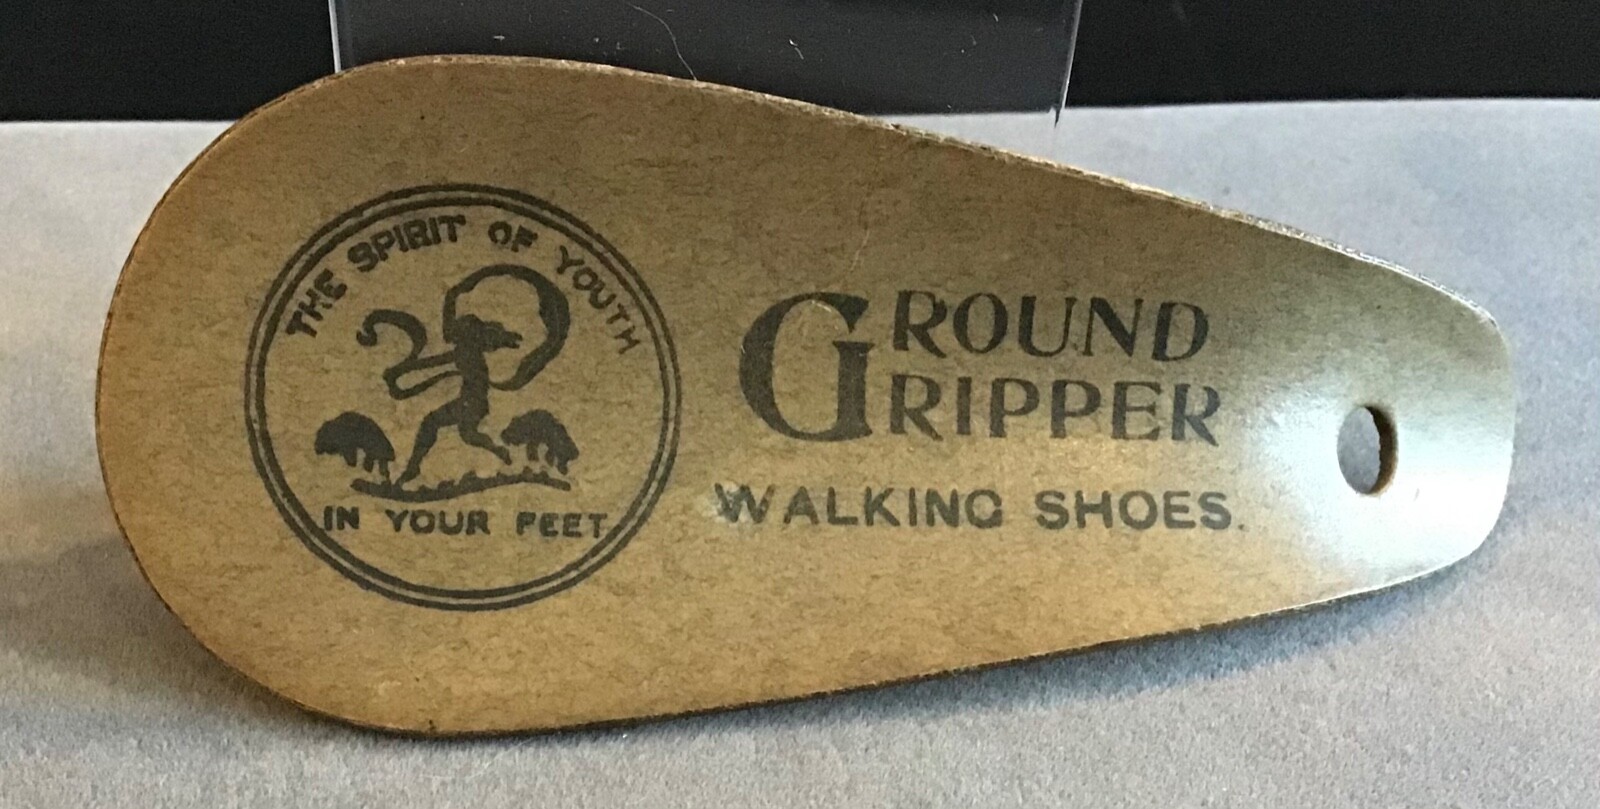 THE SPIRIT OF YOUTH
IN YOUR FEET
GROUND
GRIPPER
WALKING SHOES.